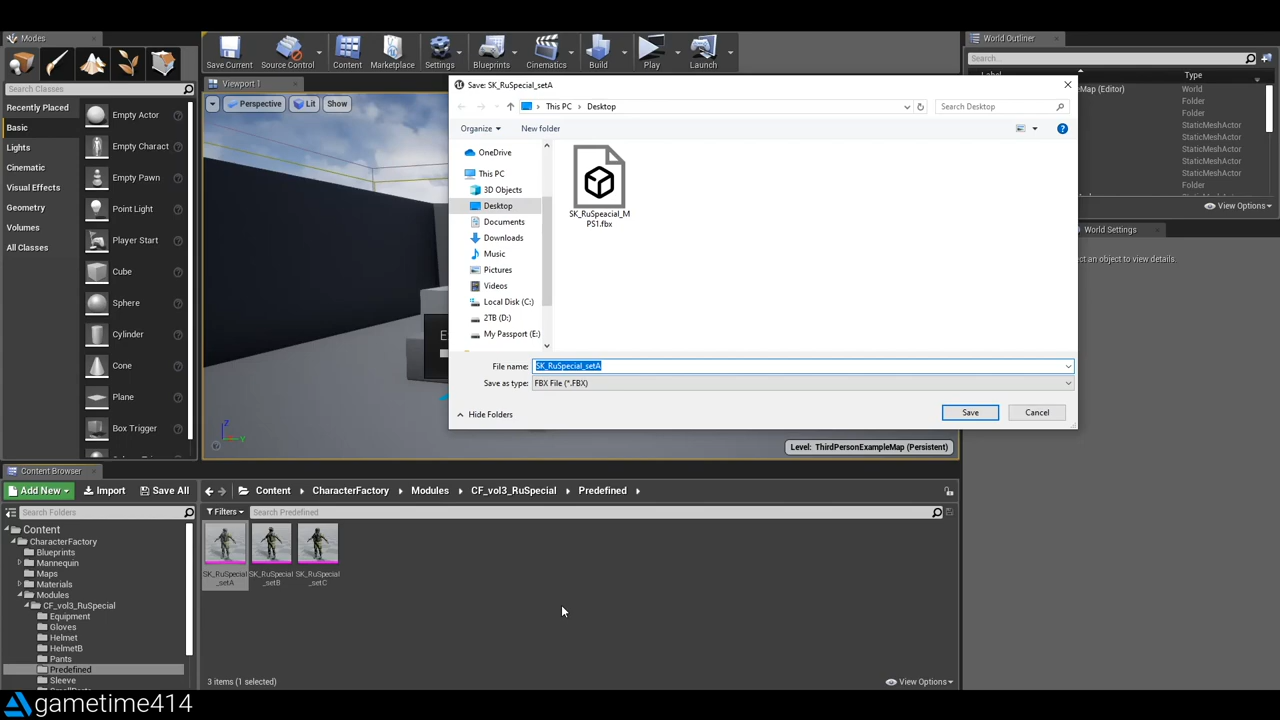 Modes
Search Classes
Recently Placed
Basic
Lights
Cinematic
Visual Effects
Geometry
Volumes
All Classes
Empty Actor
Empty Charact
Empty Pawn
Point Light
Player Start
Cube
Sphere
Cylinder
Cone
Plane
Box Trigger
Save Current
Source Control
Content
Marketplace
Settings
Blueprints
Cinematics
Build
Play
Launch
Viewport 1
Perspective
Lit
Show
Save: SK_RuSpecial_setA
This PC
Desktop
Search Desktop
Organize
New folder
OneDrive
This PC
3D Objects
Desktop
Documents
Downloads
Music
Pictures
Videos
Local Disk (C:)
2TB (D:)
My Passport (E:)
SK_RuSpeacial_M
PS1.fbx
File name:
SK_RuSpecial_setA
Save as type:
FBX File (*.FBX)
Hide Folders
Save
Cancel
Z
Y
Level: ThirdPersonExampleMap (Persistent)
World Outliner
Search...
Label
Type
eMap (Editor)
World
Folder
Folder
StaticMeshActor
StaticMeshActor
StaticMeshActor
StaticMeshActor
StaticMeshActor
Folder
StaticMeshActor
View Options
World Settings
ect an object to view details.
Content Browser
Add New
Import
Save All
Content
CharacterFactory
Modules
CF_vol3_RuSpecial
Predefined
Search Folders
Filters
Search Predefined
Content
CharacterFactory
Blueprints
Mannequin
Maps
Materials
Modules
CF_vol3_RuSpecial
Equipment
Gloves
Helmet
HelmetB
Pants
Predefined
Sleeve
SK_RuSpecial
_setA
SK_RuSpecial
_setB
SK_RuSpecial
_setC
3 items (1 selected)
View Options
gametime414